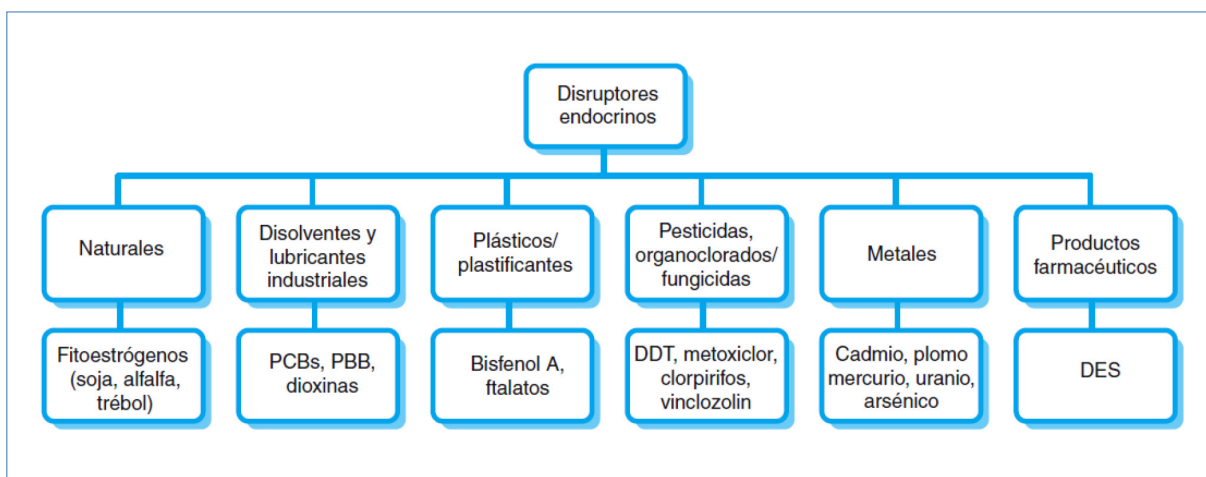 Disruptores
endocrinos
Naturales
Disolventes y
lubricantes
industriales
Plásticos/
plastificantes
Pesticidas,
organoclorados/
fungicidas
Metales
Productos
farmacéuticos
Fitoestrógenos
(soja, alfalfa,
trébol)
PCBs, PBB,
dioxinas
Bisfenol A,
ftalatos
DDT, metoxiclor,
clorpirifos,
vinclozolin
Cadmio, plomo
mercurio, uranio,
arsénico
DES